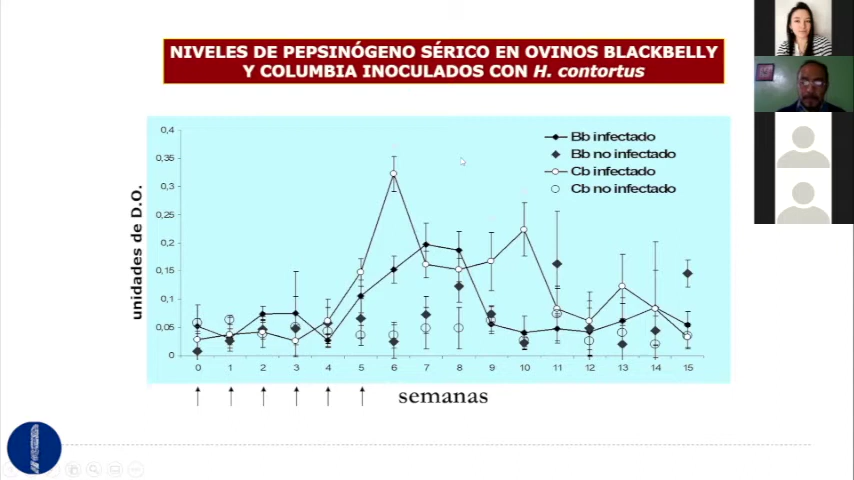 NIVELES DE PEPSINÓGENO SÉRICO EN OVINOS BLACKBELLY
Y COLUMBIA INOCULADOS CON H. contortus
unidades de D.O.
0,4
0,35
0,3
0,25
0,2
0,15
0,1
0,05
0
Bb infectado
Bb no infectado
Cb infectado
Cb no infectado
0 1 2 3 4 5 6 7 8 9 10 11 12 13 14 15
semanas